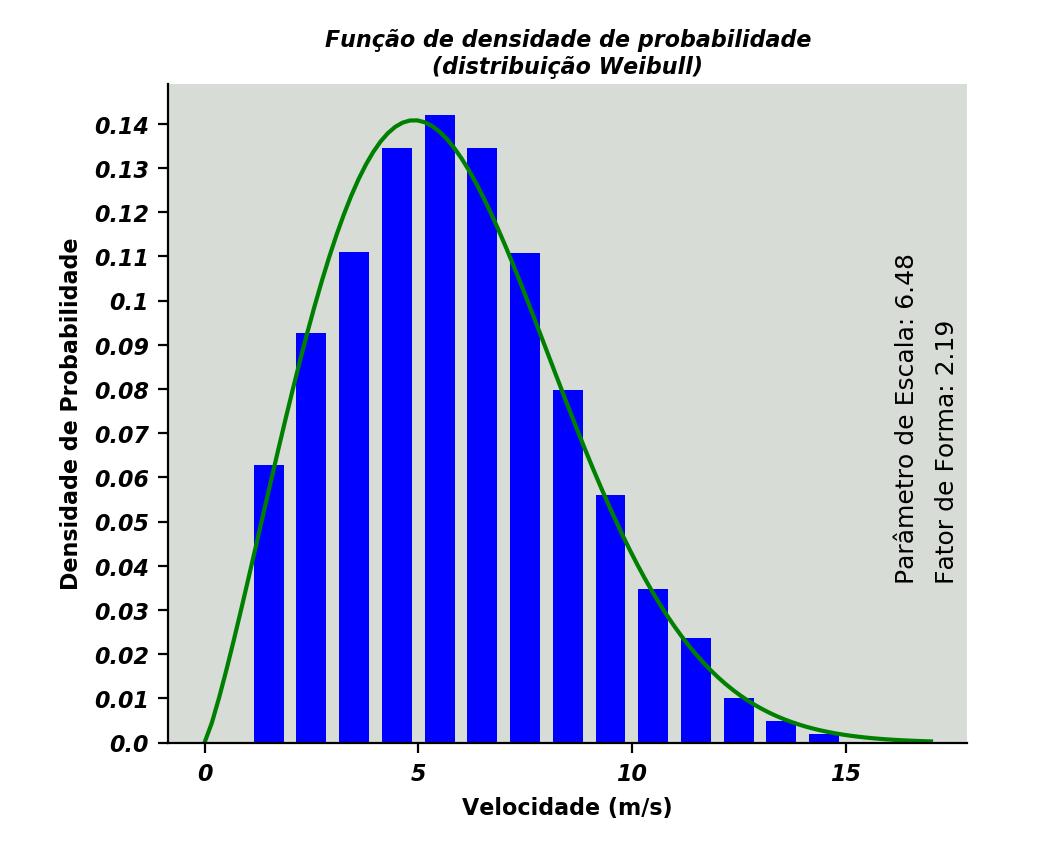 Função de densidade de probabilidade
(distribuição Weibull)
Densidade de Probabilidade
0.14
0.13
0.12
0.11
0.1
0.09
0.08
0.07
0.06
0.05
0.04
0.03
0.02
0.01
0.0
Parâmetro de Escala: 6.48
Fator de Forma: 2.19
0 5 10 15
Velocidade (m/s)